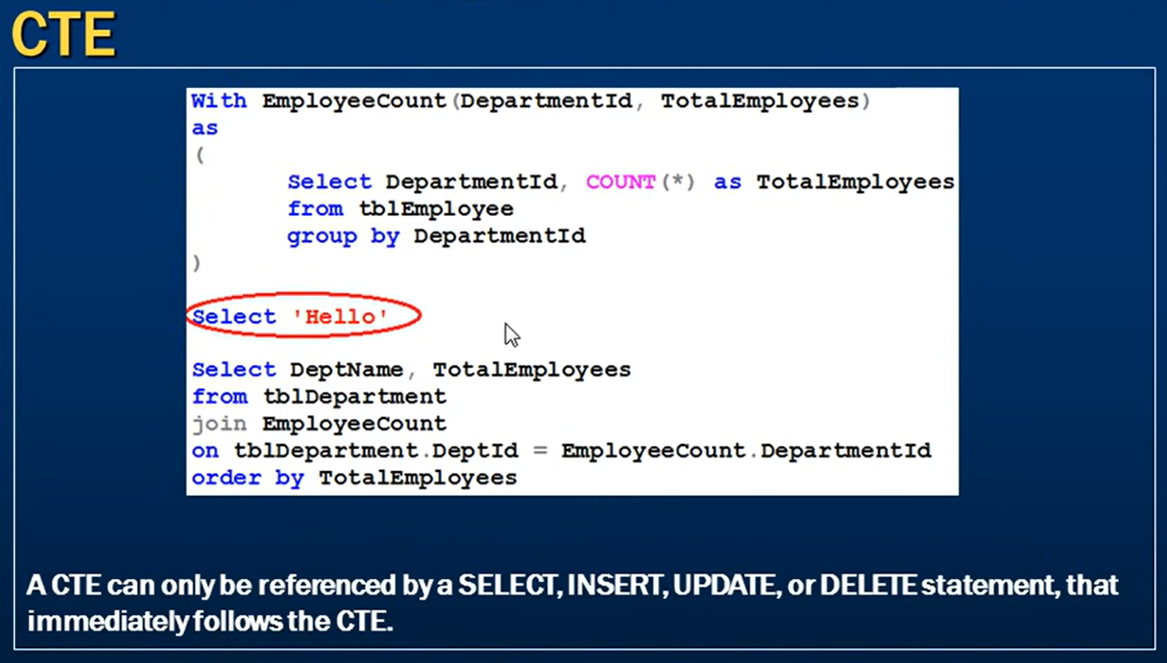 CTE
With EmployeeCount(DepartmentId, TotalEmployees)
as
(
Select DepartmentId, COUNT(*) as TotalEmployees
from tblEmployee
group by DepartmentId
)
Select 'Hello'
Select DeptName, TotalEmployees
from tblDepartment
join EmployeeCount
on tblDepartment.DeptId = EmployeeCount.DepartmentId
order by TotalEmployees
A CTE can only be referenced by a SELECT, INSERT, UPDATE, or DELETE statement, that
immediately follows the CTE.